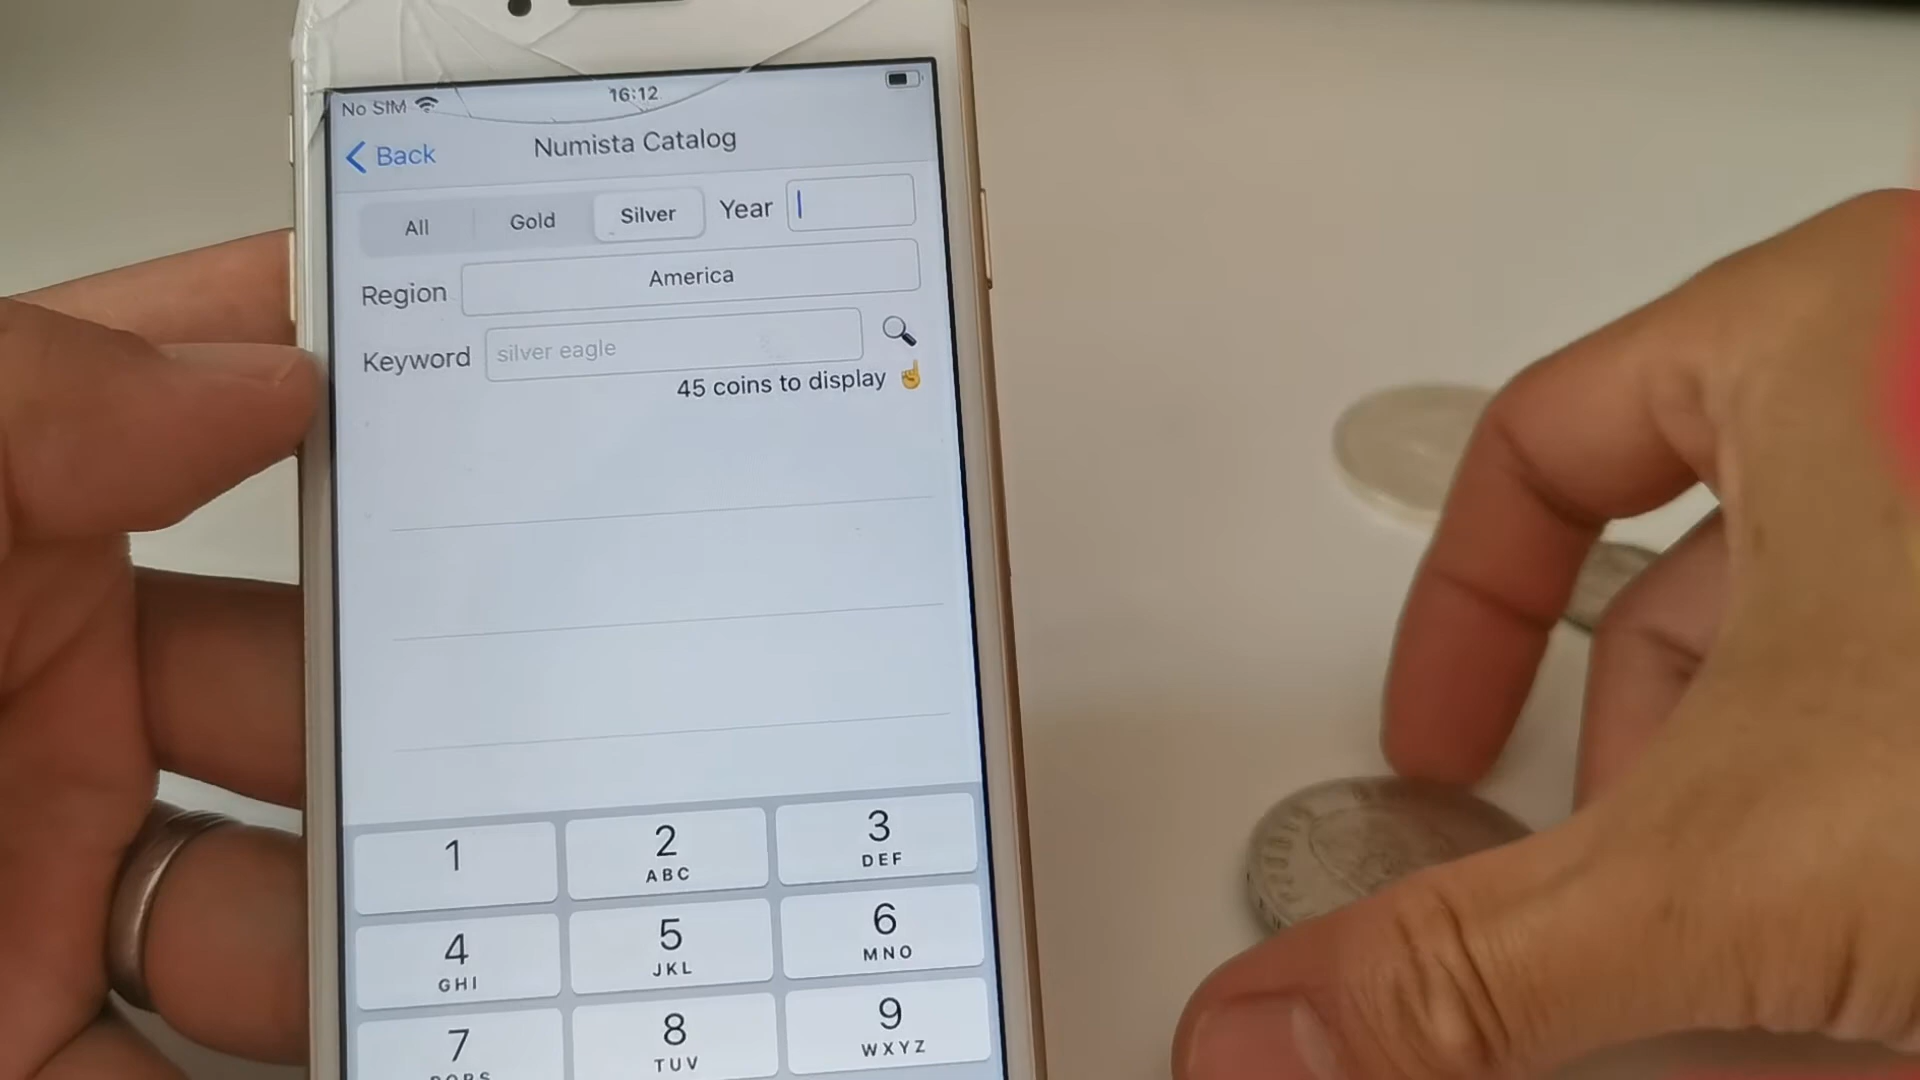 No SIM 16:12
Back Numista Catalog
All Gold Silver Year
Region America
Keyword silver eagle
45 coins to display
1 2 3
ABC DEF
4 5 6
GHI JKL MNO
7 8 9
PQRS TUV WXYZ